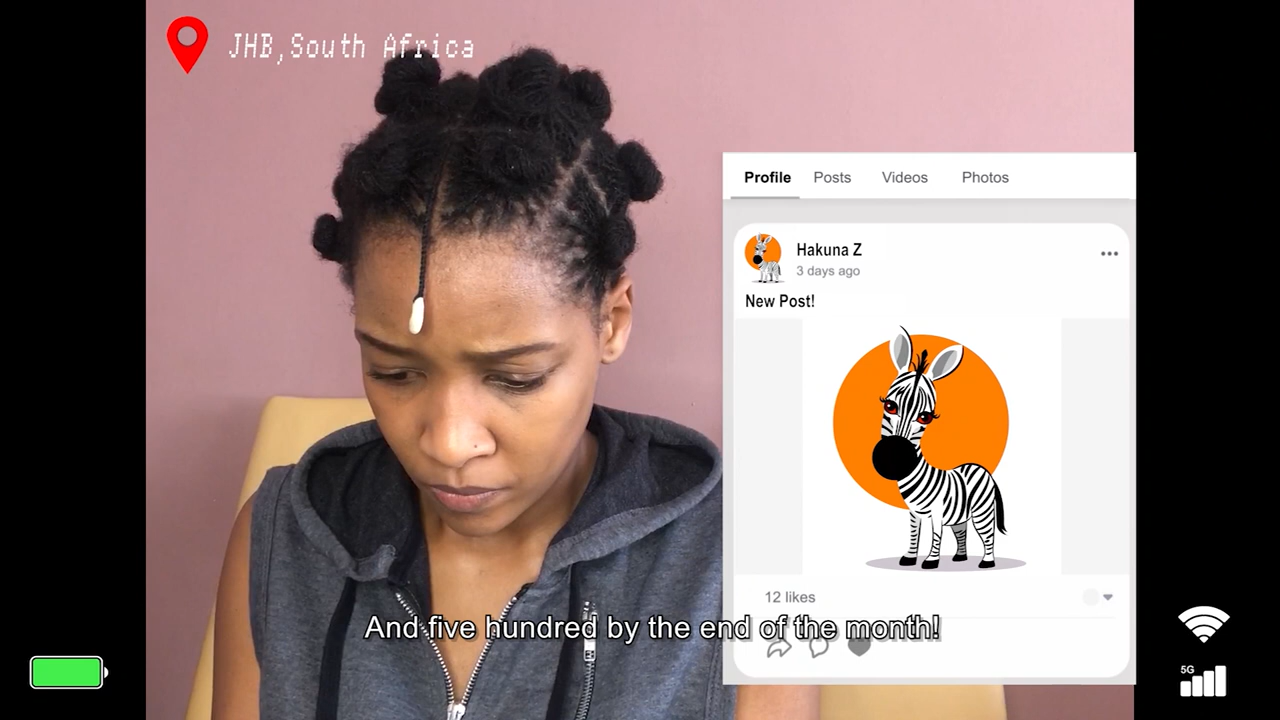 JHB,South Africa
Profile Posts Videos Photos
Hakuna Z
3 days ago
New Post!
12 likes
And five hundred by the end of the month!
5G